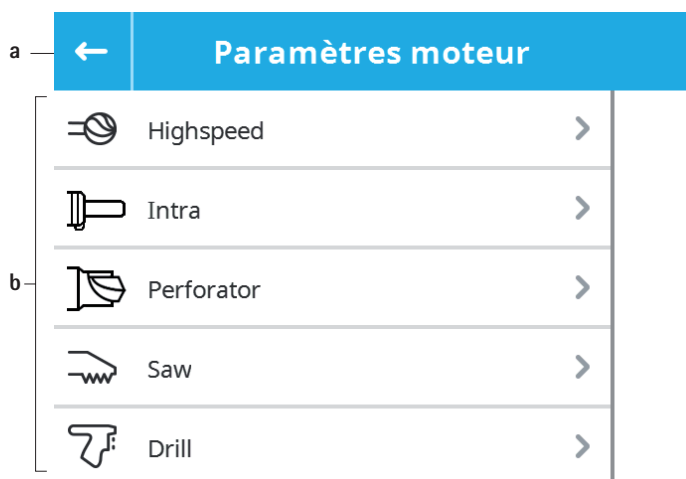 a
Paramètres moteur
Highspeed
Intra
b
Perforator
Saw
Drill